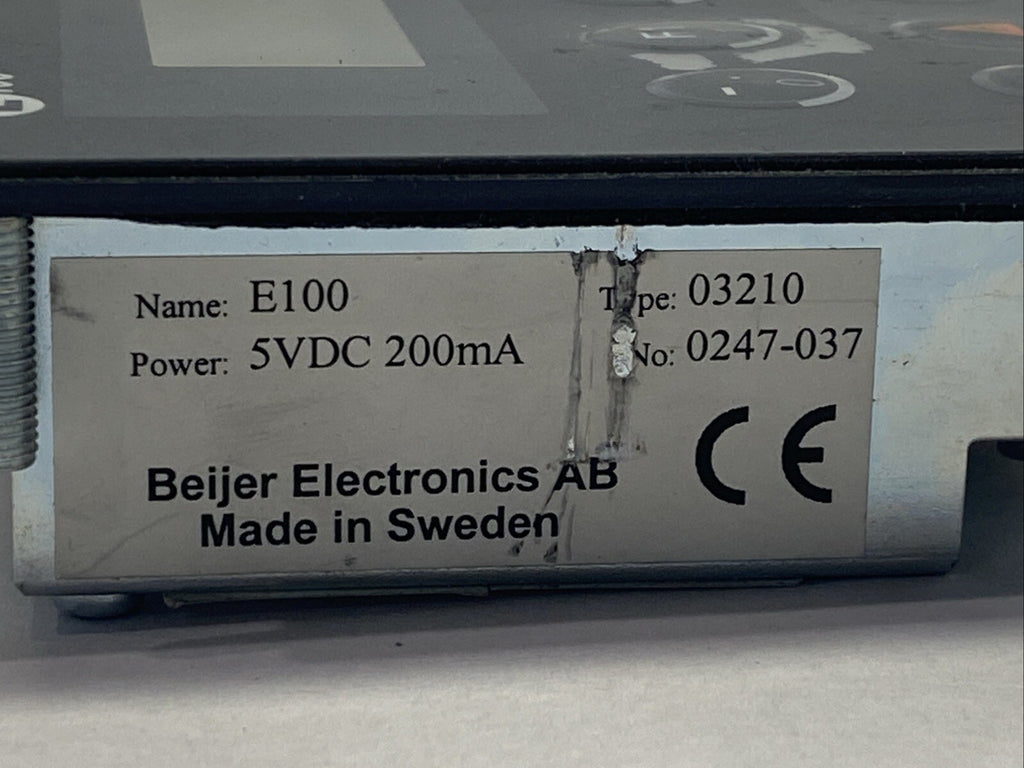 Name: E100
Type: 03210
Power: 5VDC 200mA
No: 0247-037
Beijer Electronics AB
Made in Sweden
CE